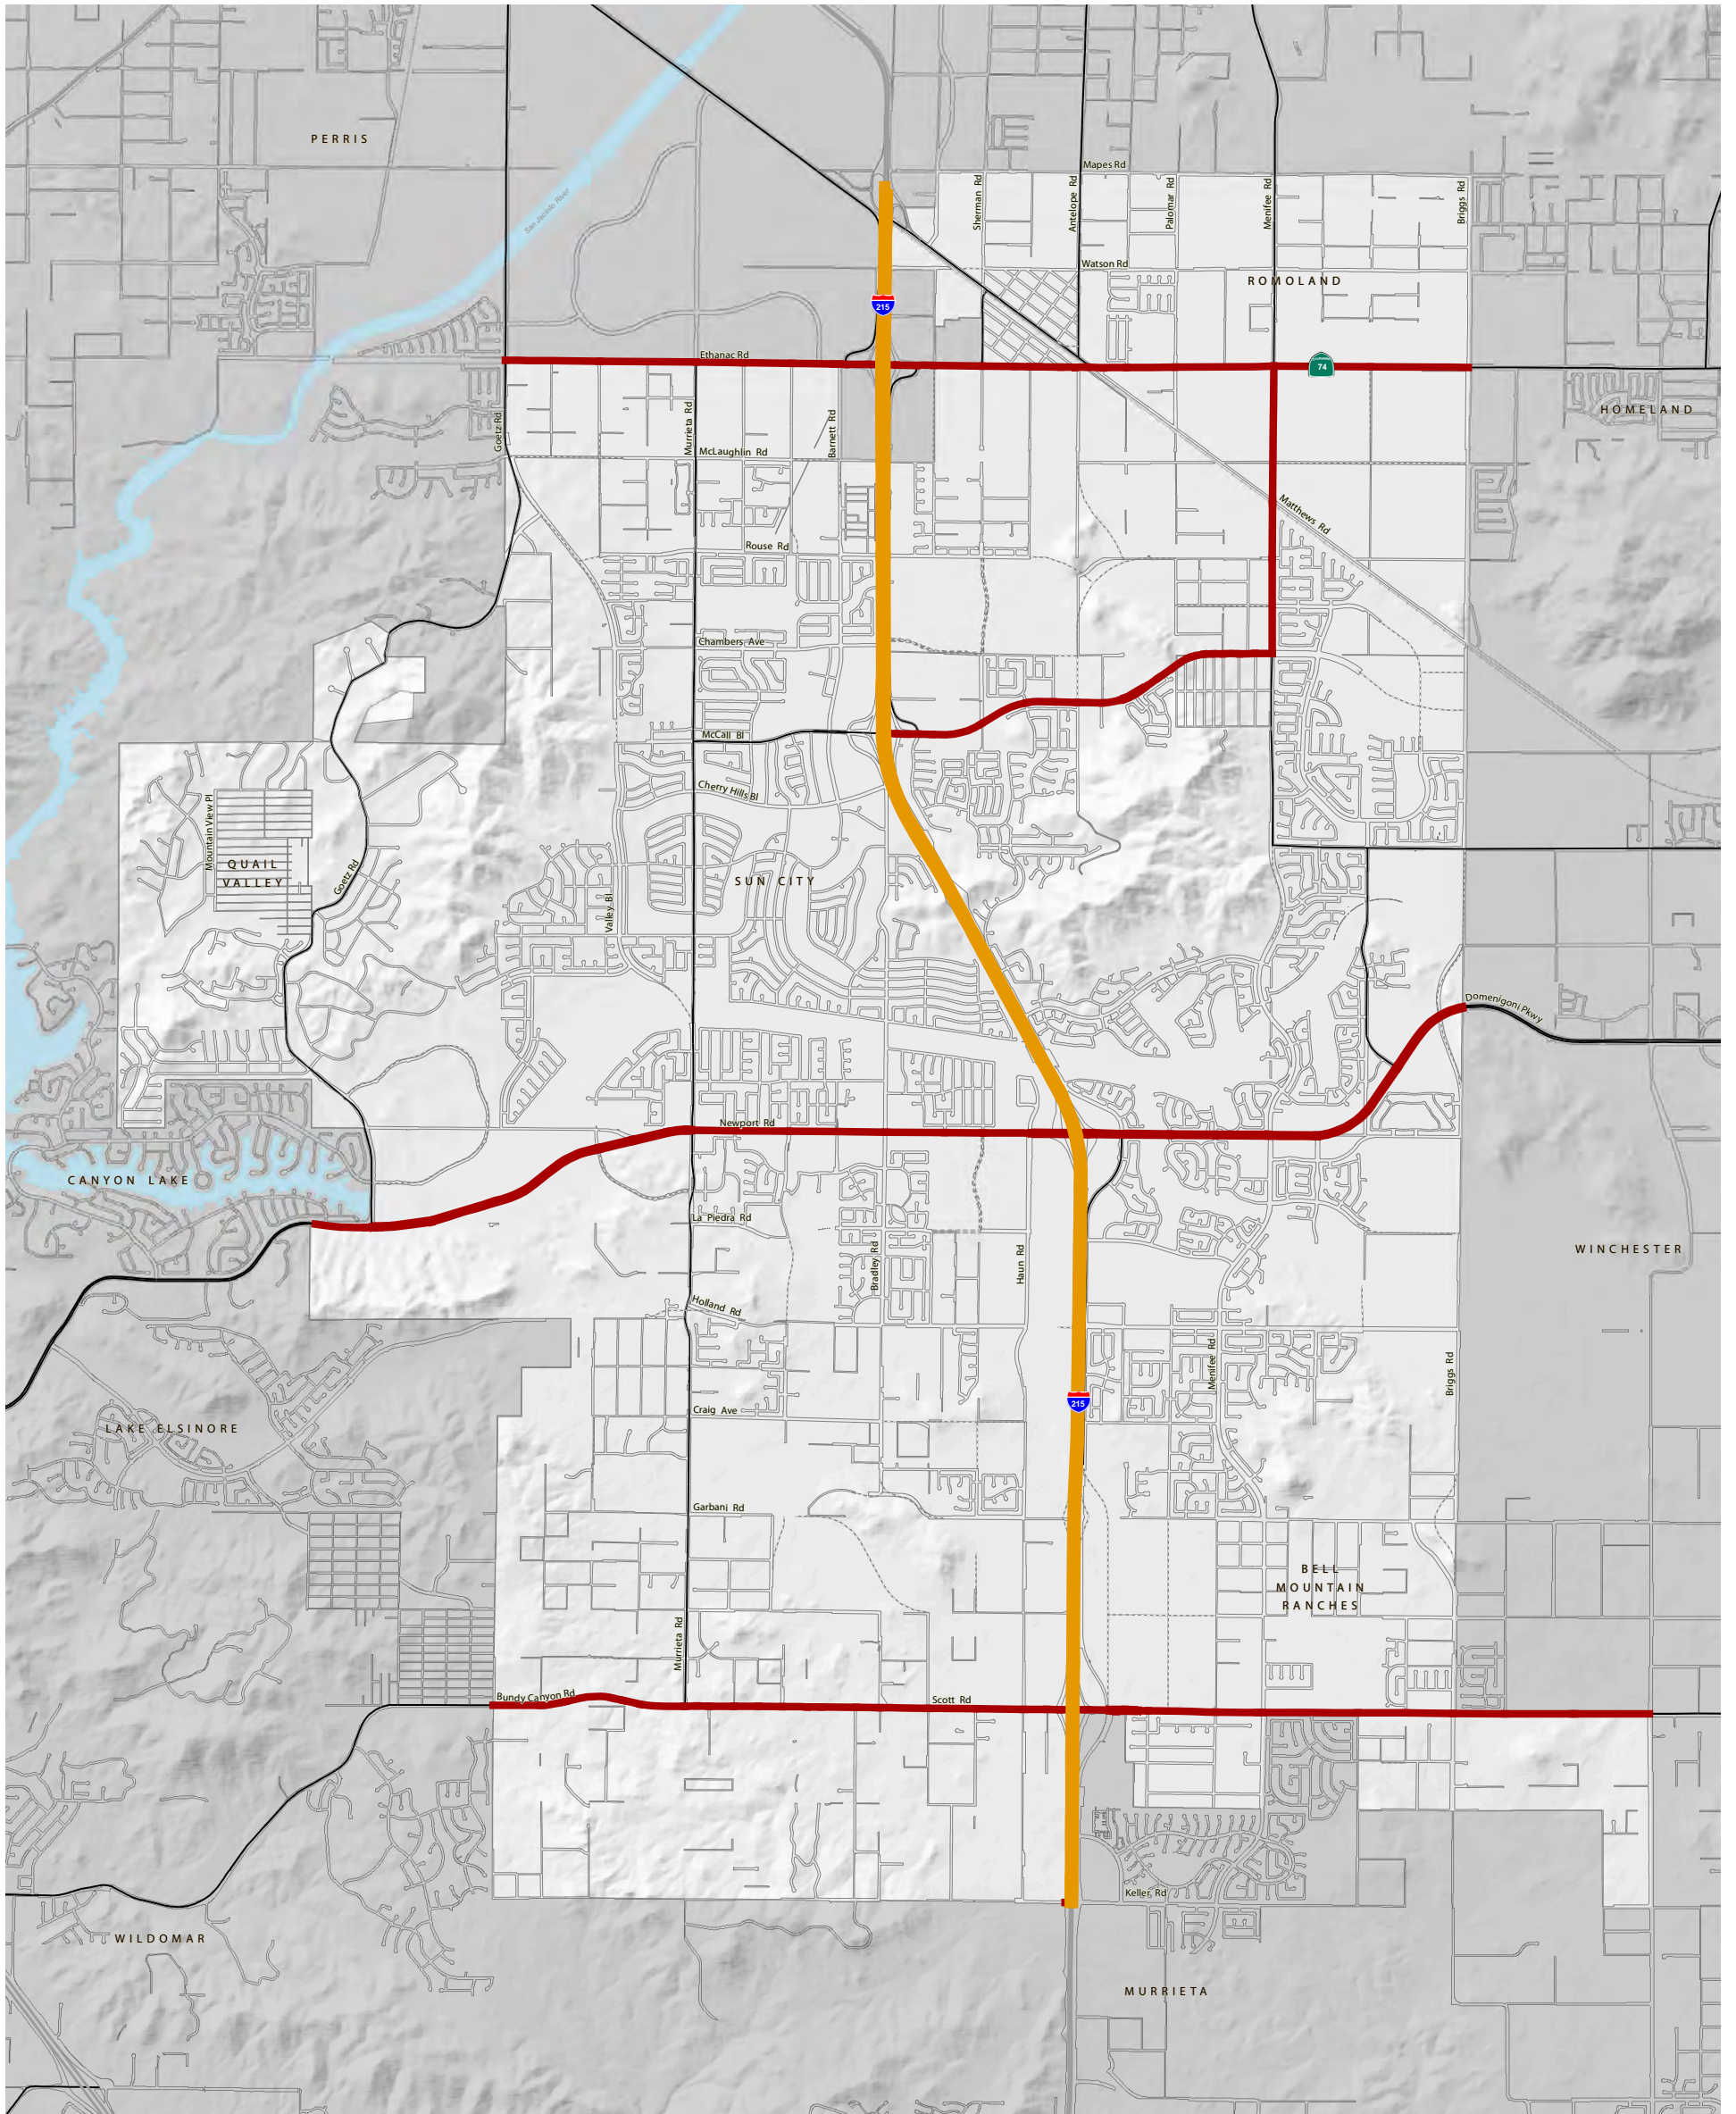 PERRIS
San Jacinto River
Mapes Rd
Sherman Rd
Antelope Rd
Palomar Rd
Menifee Rd
Briggs Rd
Watson Rd
ROMOLAND
215
Ethanac Rd
CALIFORNIA
74
HOMELAND
Goetz Rd
Murrieta Rd
Barnett Rd
McLaughlin Rd
Matthews Rd
Rouse Rd
Chambers Ave
McCall Bl
Cherry Hills Bl
Mountain View Pl
QUAIL
VALLEY
Goetz Rd
SUN CITY
Valley Bl
Domenigoni Pkwy
Newport Rd
CANYON LAKE
La Piedra Rd
Bradley Rd
Haun Rd
WINCHESTER
Holland Rd
Menifee Rd
Briggs Rd
215
Craig Ave
LAKE ELSINORE
Garbani Rd
BELL
MOUNTAIN
RANCHES
Murrieta Rd
Bundy Canyon Rd
Scott Rd
Keller Rd
WILDOMAR
MURRIETA